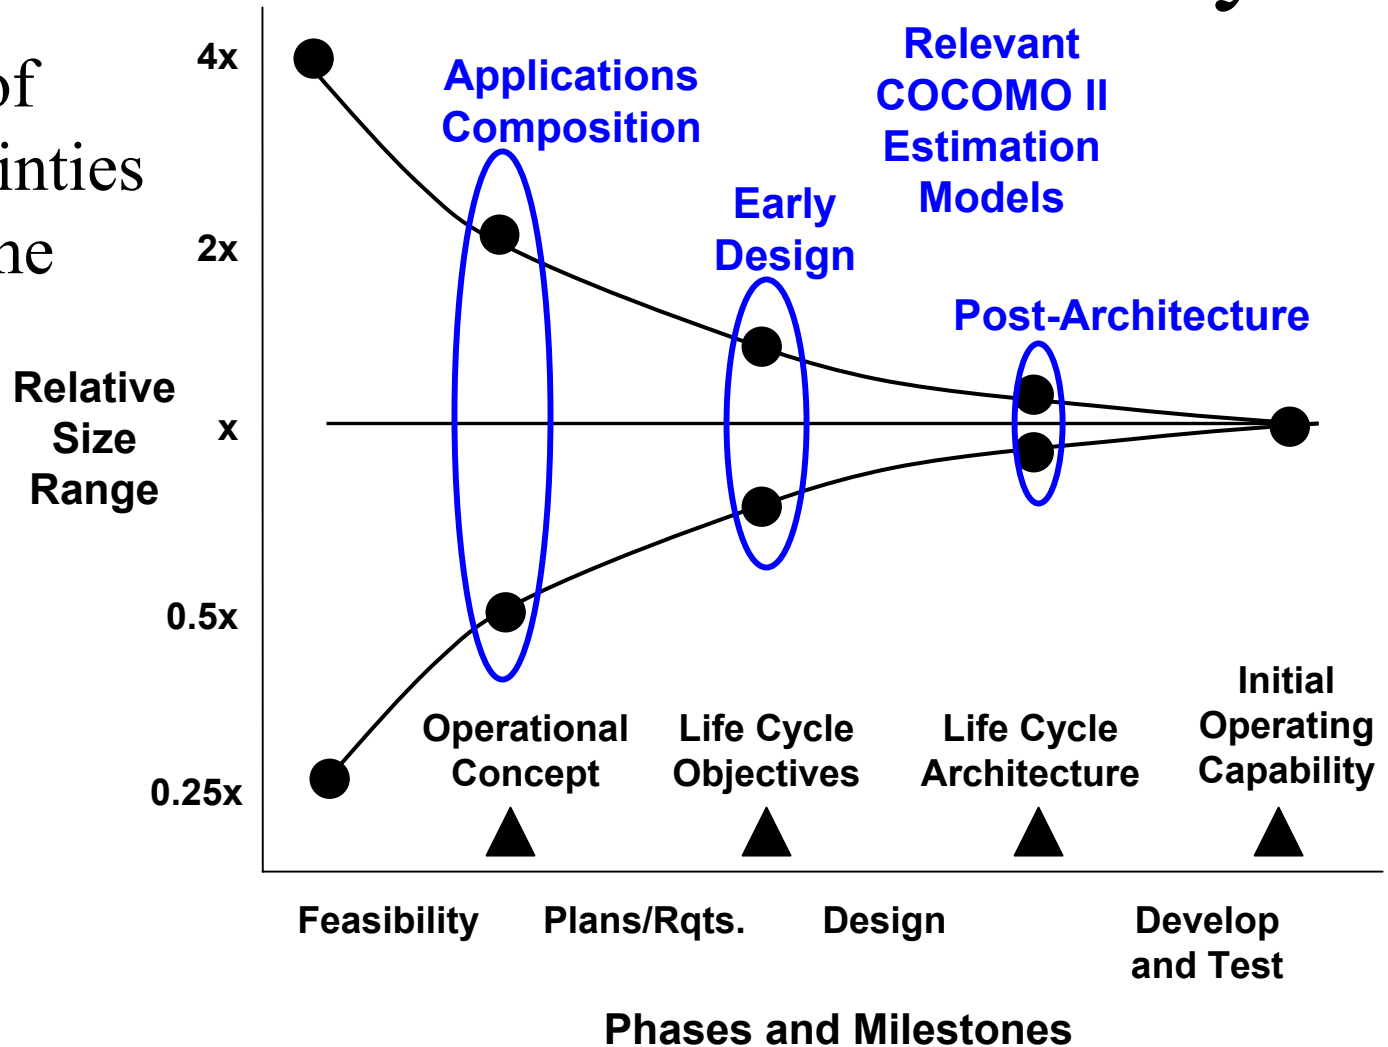 of
4x
Applications
Composition
Relevant
COCOMO II
Estimation
Models
Early
Design
2x
Post-Architecture
Relative
Size
Range
x
0.5x
0.25x
Operational
Concept
Life Cycle
Objectives
Life Cycle
Architecture
Initial
Operating
Capability
Feasibility
Plans/Rqts.
Design
Develop
and Test
Phases and Milestones